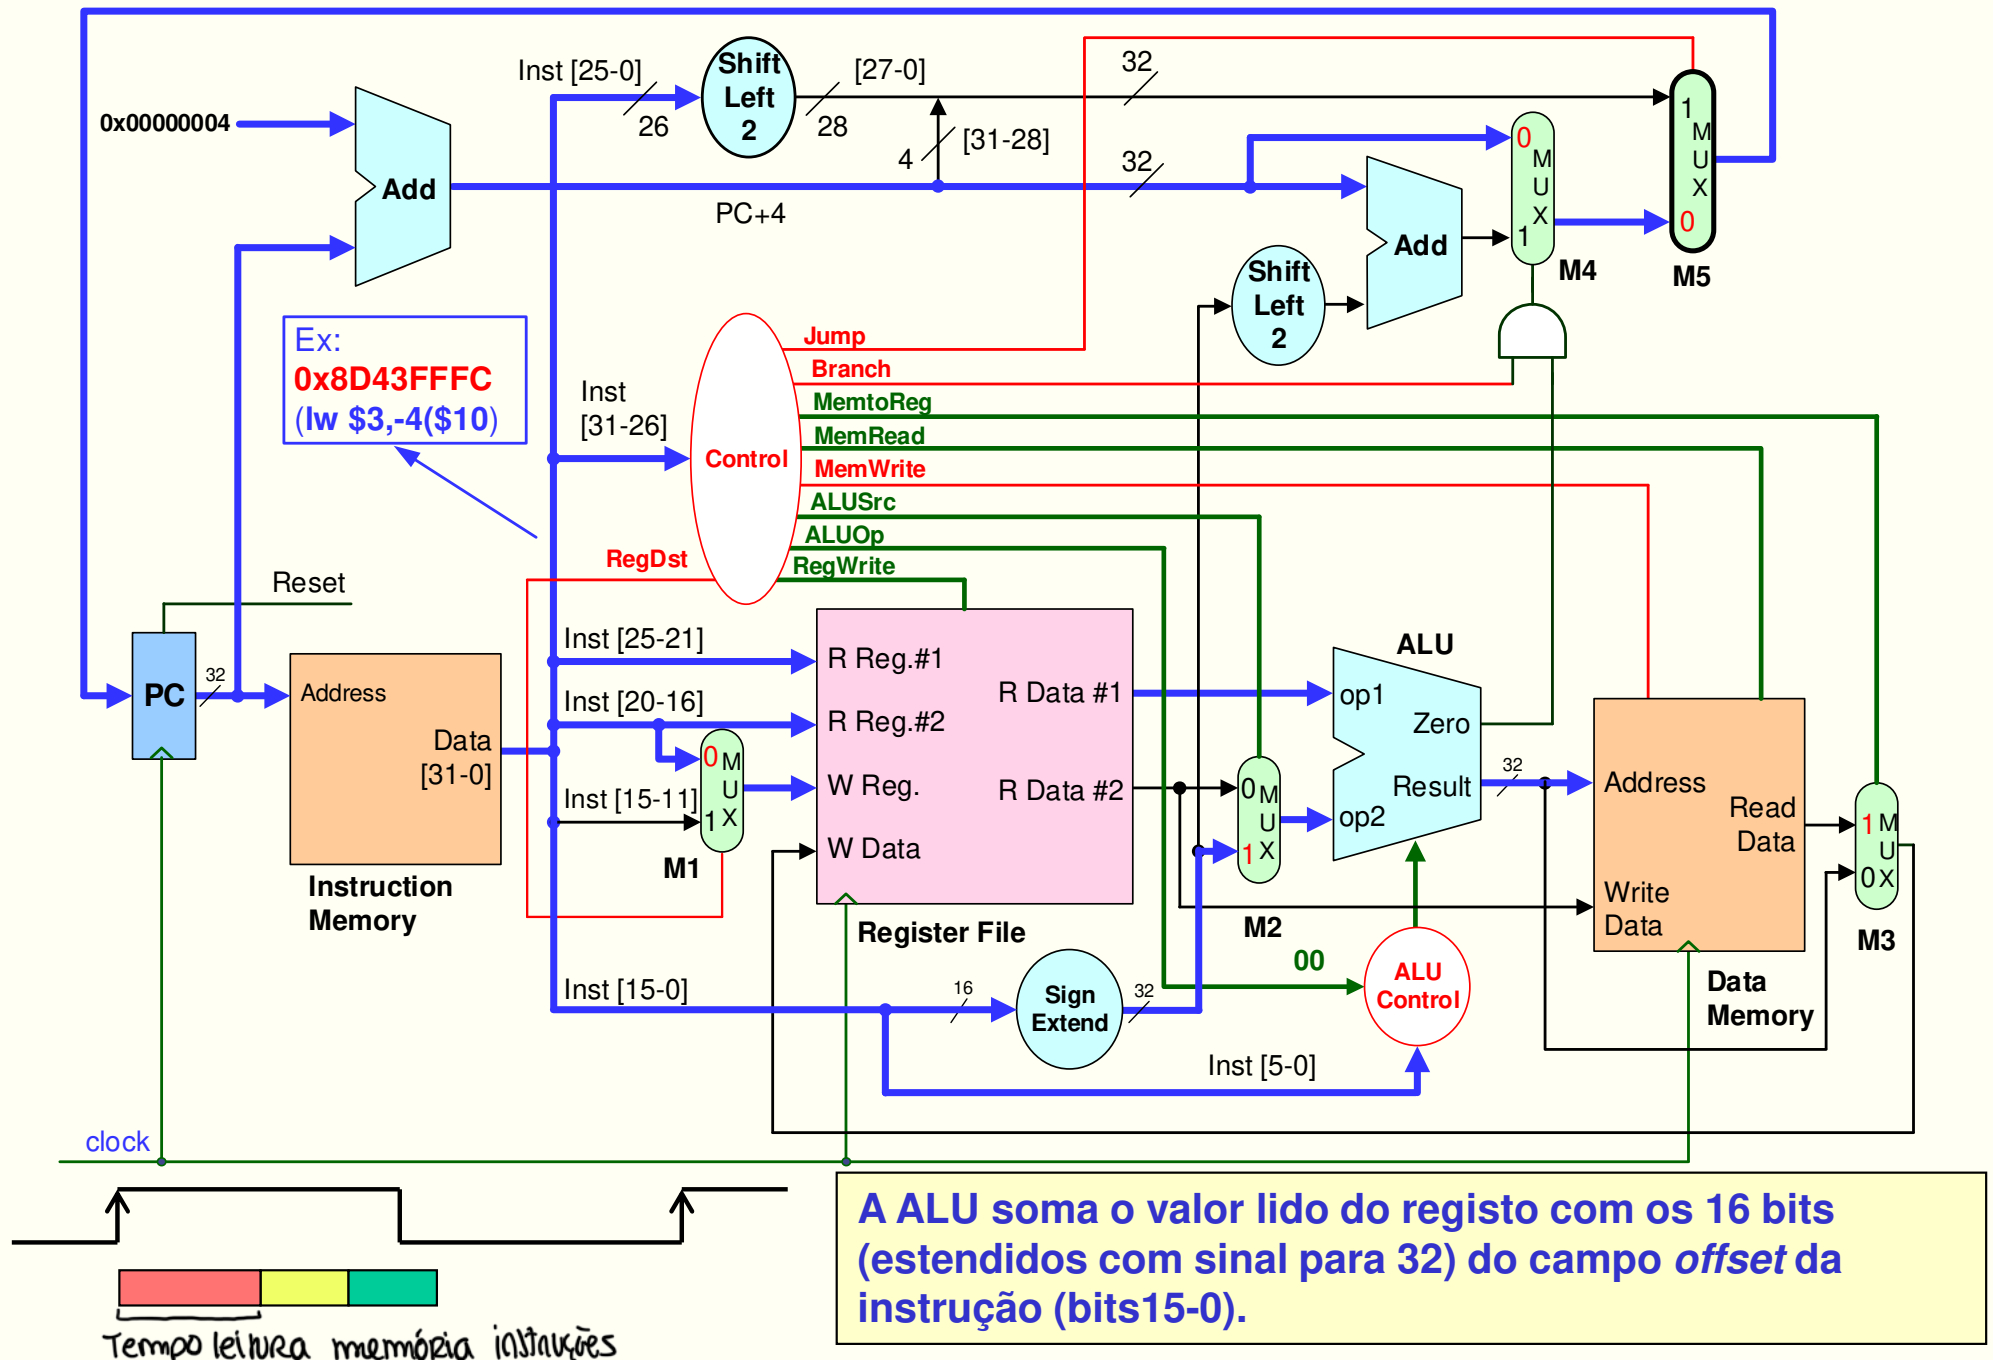 Inst [25-0]
26
Shift
Left
2
28
[27-0]
32
0x00000004
Add
4
[31-28]
32
PC+4
0
M
U
X
1
M4
1
M
U
X
0
M5
Add
Shift
Left
2
Ex:
0x8D43FFFC
(lw $3,-4($10)
Inst
[31-26]
Control
Jump
Branch
MemtoReg
MemRead
MemWrite
ALUSrc
ALUOp
RegWrite
RegDst
Reset
PC
32
Address
Data
[31-0]
Instruction
Memory
Inst [25-21]
Inst [20-16]
Inst [15-11]
0
M
U
1 X
M1
R Reg.#1
R Reg.#2
W Reg.
W Data
R Data #1
R Data #2
Register File
Inst [15-0]
16
Sign
Extend
32
0
M
U
1 X
M2
ALU
op1
Zero
Result
op2
32
00
ALU
Control
Inst [5-0]
Address
Read
Data
Write
Data
Data
Memory
1 M
U
0 X
M3
clock
Tempo leitura memória instruções
A ALU soma o valor lido do registo com os 16 bits
(estendidos com sinal para 32) do campo offset da
instrução (bits15-0).